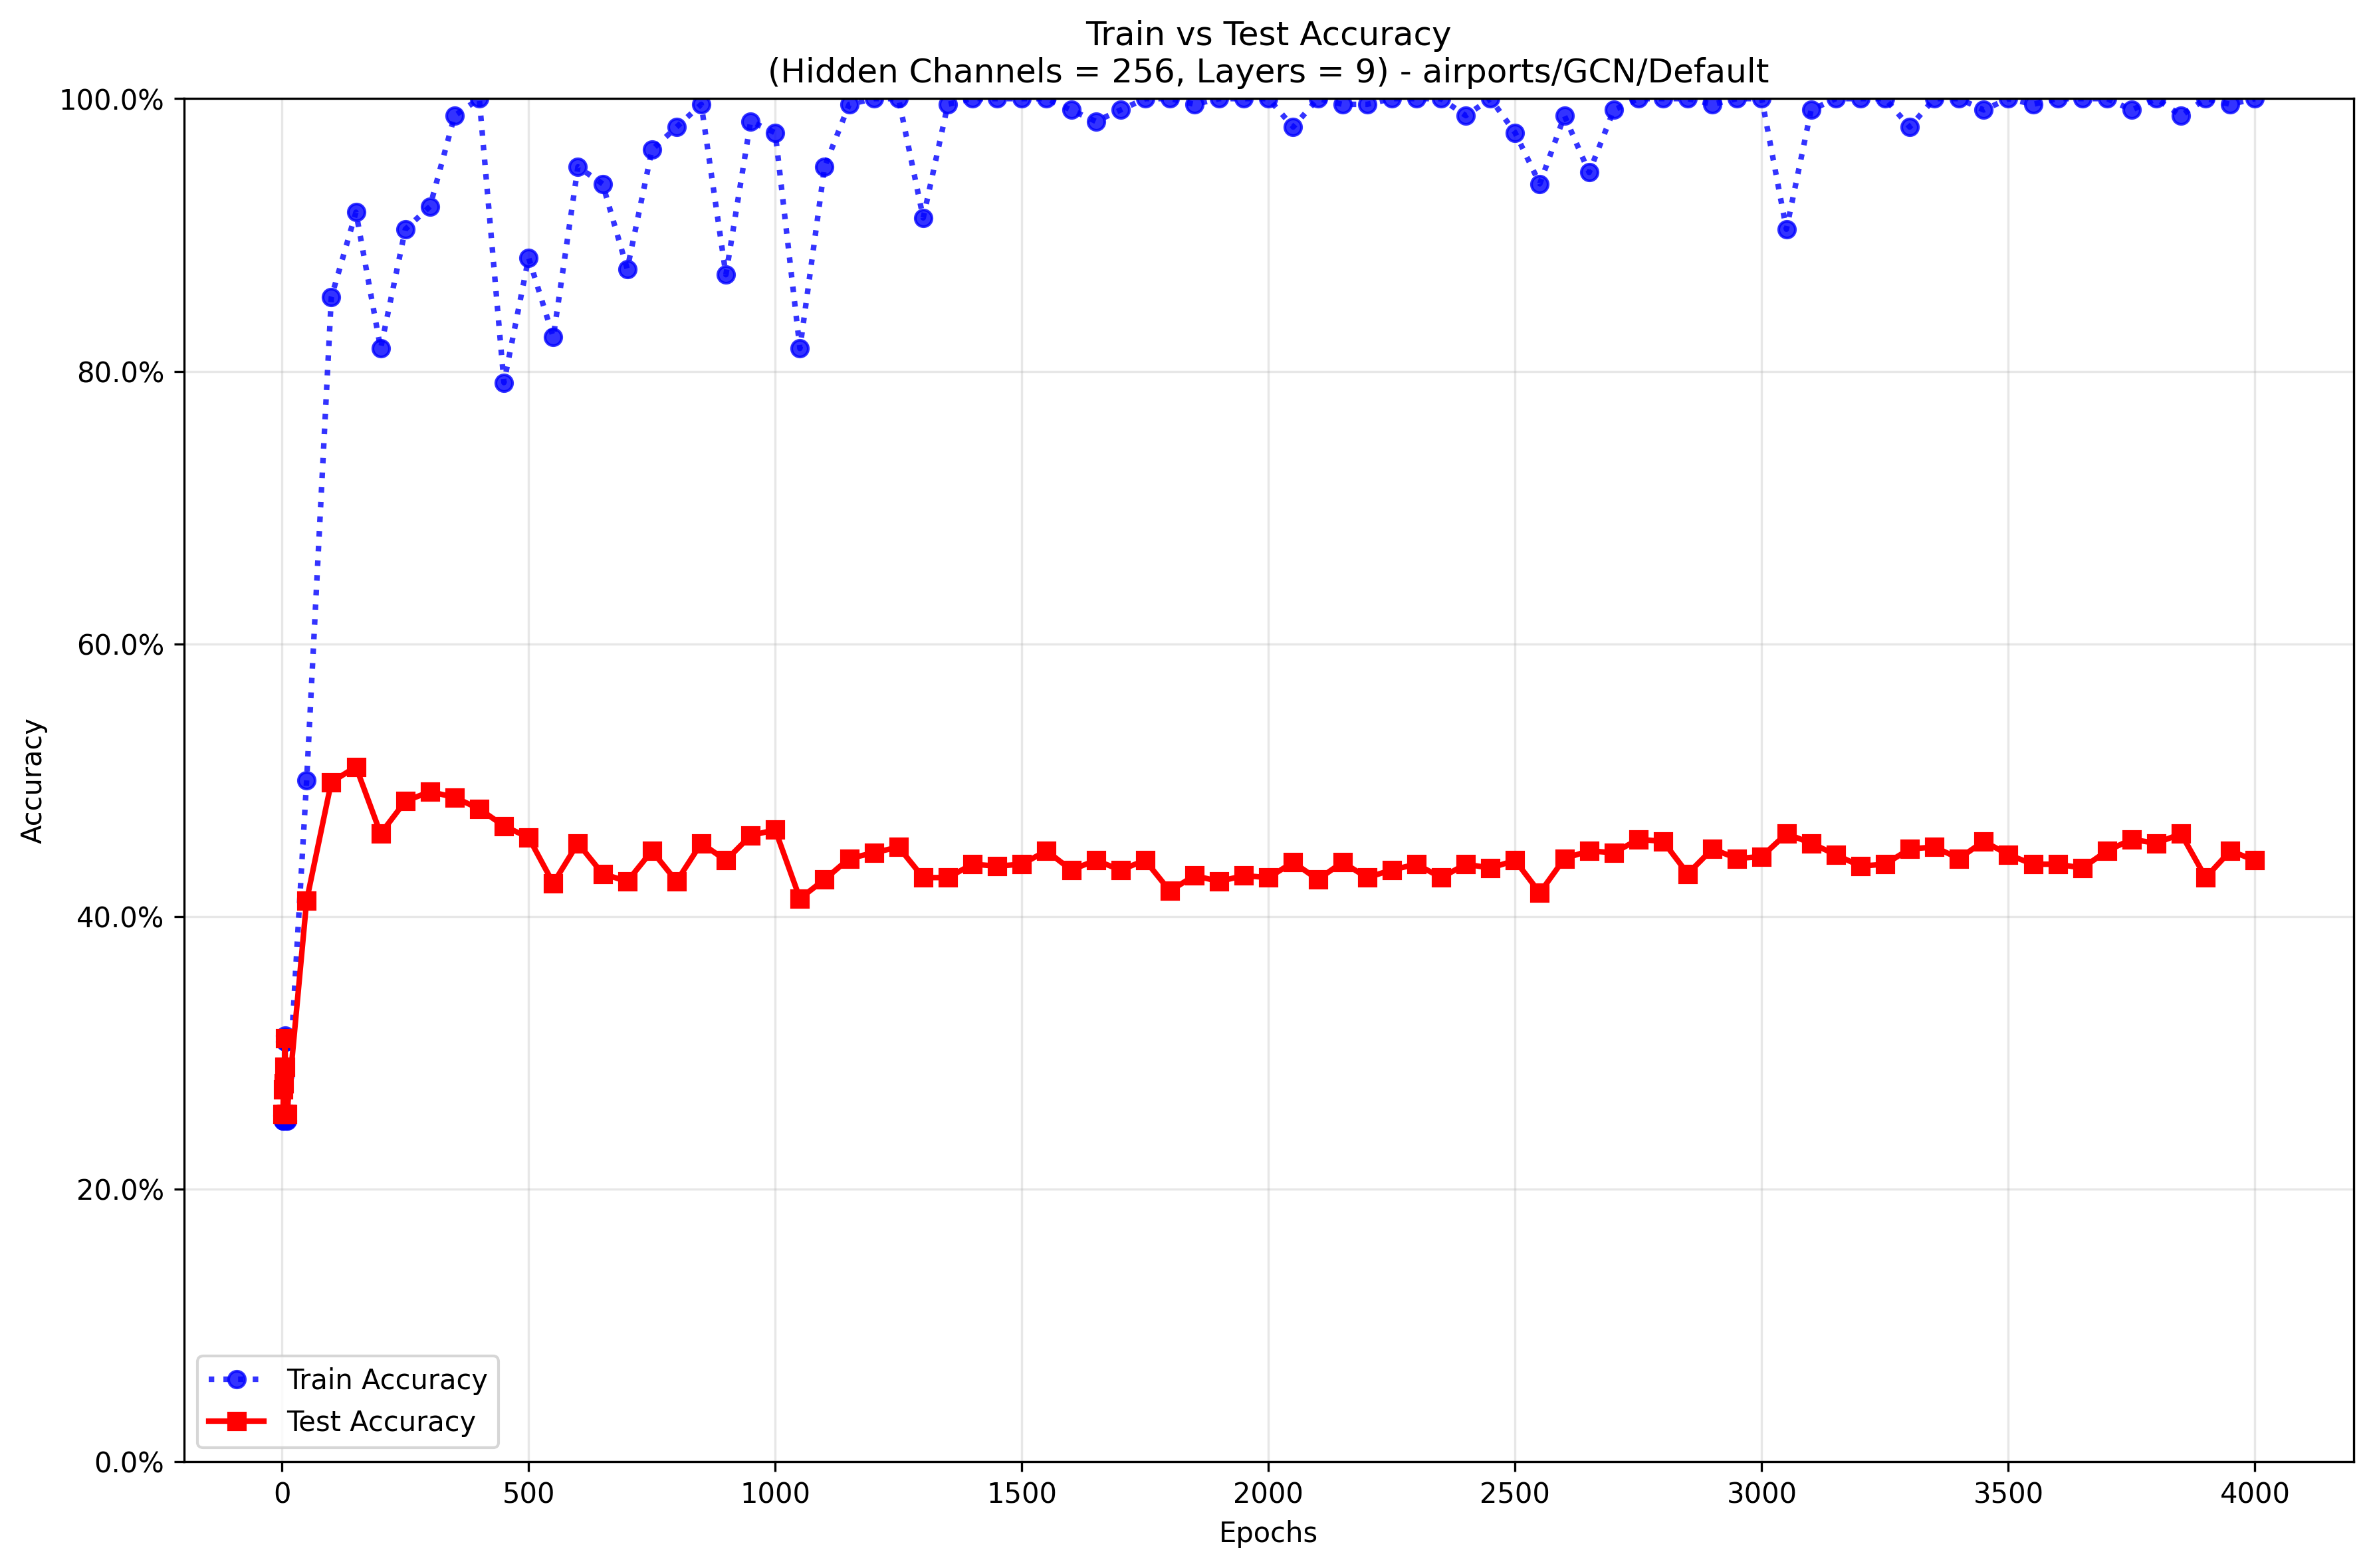 Train vs Test Accuracy
(Hidden Channels = 256, Layers = 9) - airports/GCN/Default
100.0%
80.0%
60.0%
40.0%
20.0%
0.0%
Accuracy
Train Accuracy
Test Accuracy
0 500 1000 1500 2000 2500 3000 3500 4000
Epochs